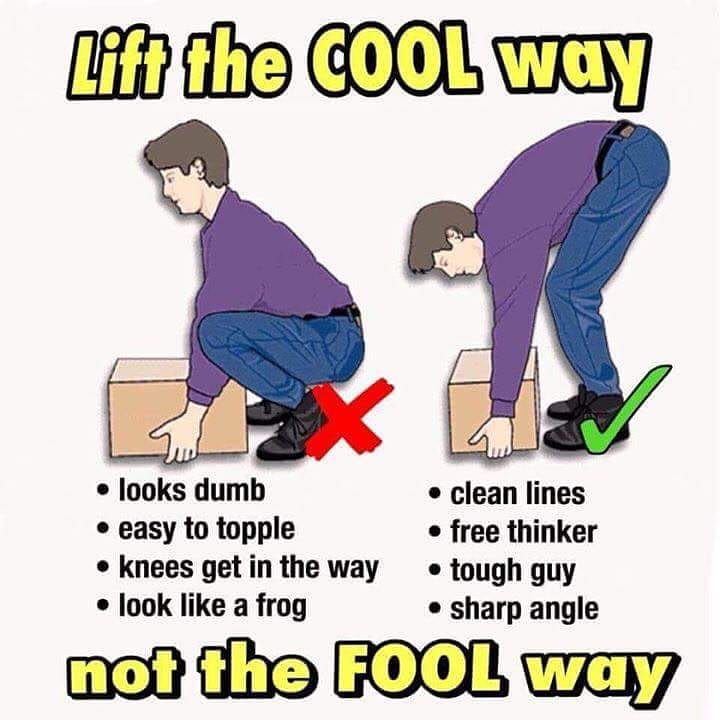 Lift the COOL way
• looks dumb
• easy to topple
• knees get in the way
• look like a frog
• clean lines
• free thinker
• tough guy
• sharp angle
not the FOOL way